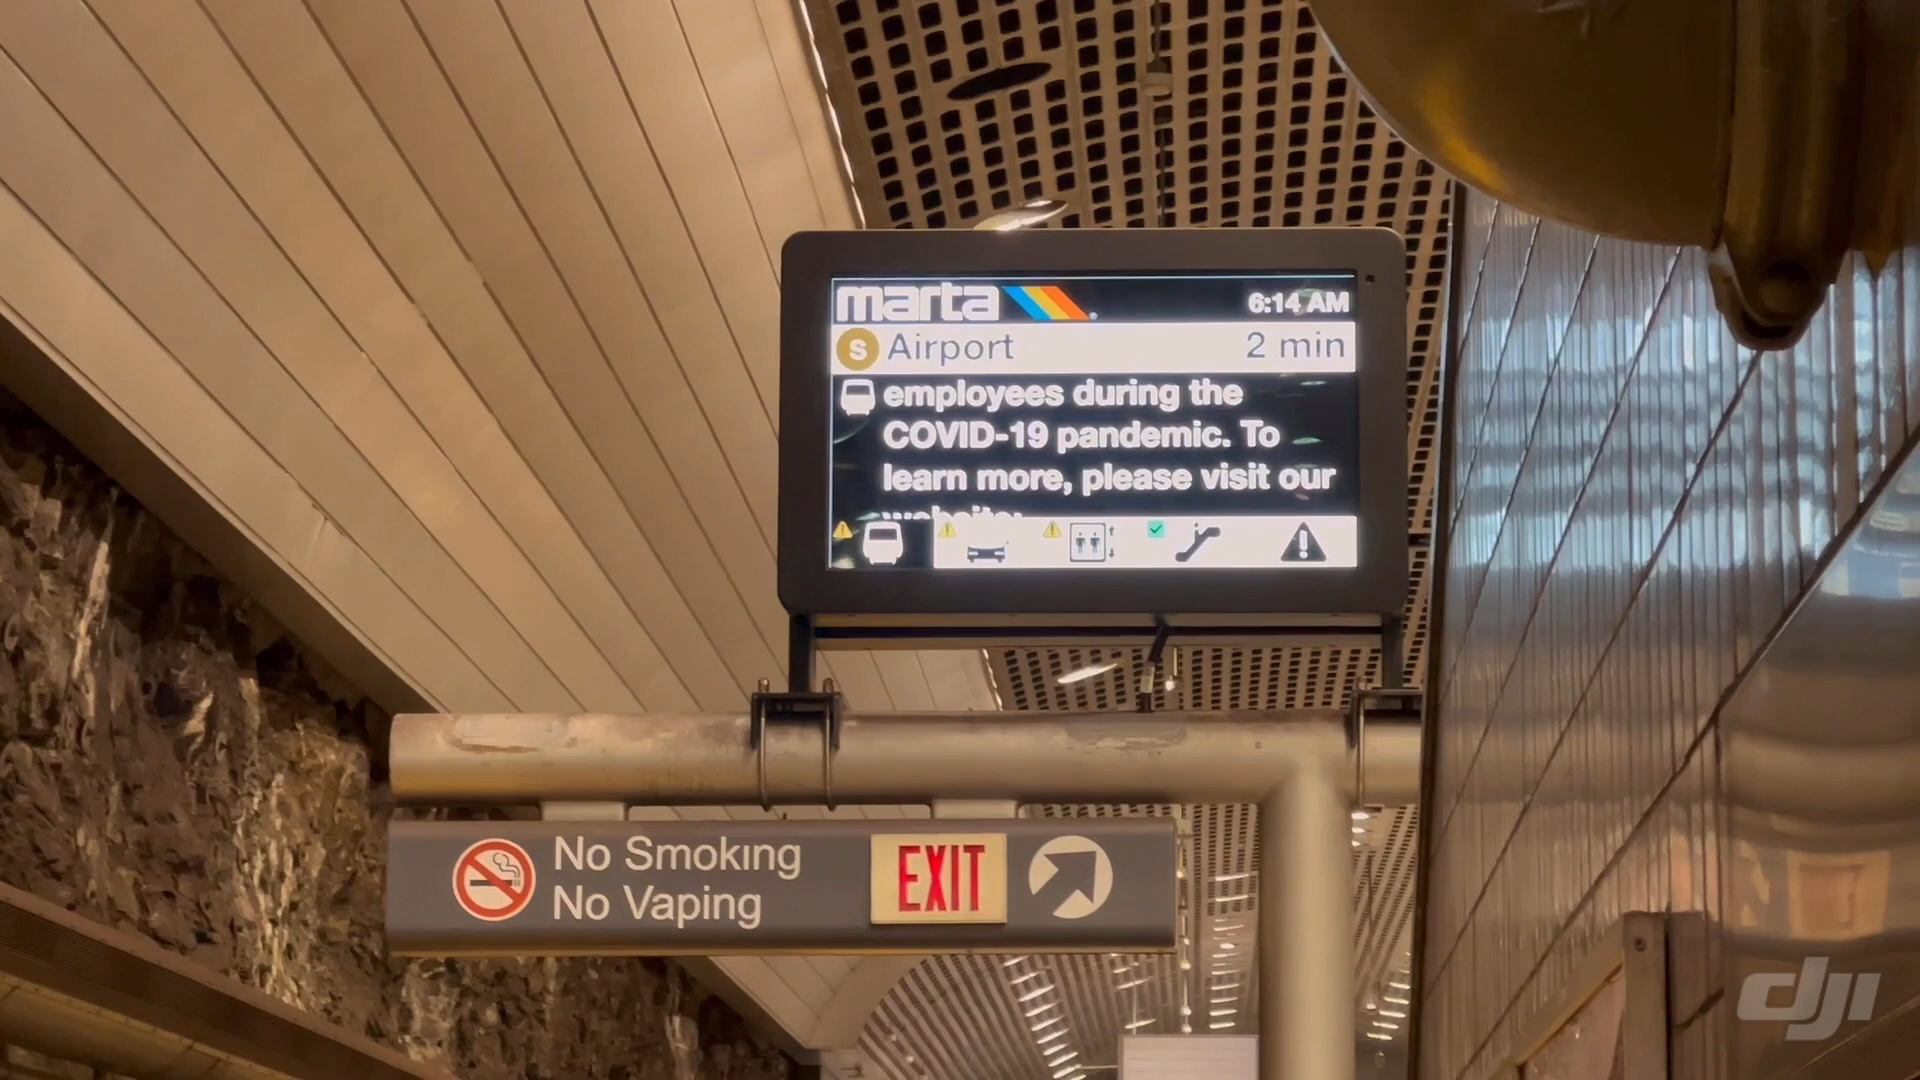 marta 6:14 AM
S Airport 2 min
employees during the
COVID-19 pandemic. To
learn more, please visit our
website:
No Smoking
No Vaping
EXIT
dji